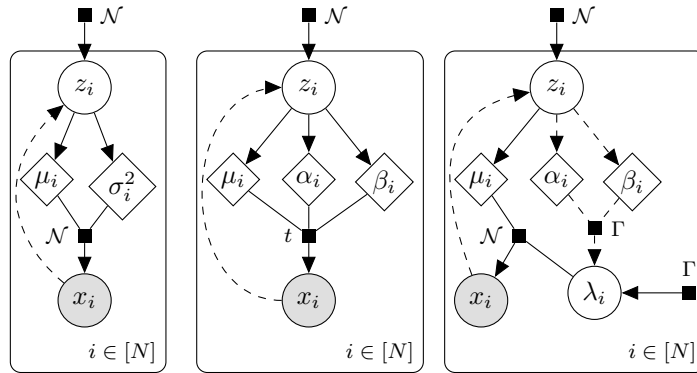 𝒩
z_i
μ_i σ_i^2
𝒩
x_i
i ∈ [N]
𝒩
z_i
μ_i α_i β_i
t
x_i
i ∈ [N]
𝒩
z_i
μ_i α_i β_i
𝒩 Γ
x_i λ_i Γ
i ∈ [N]